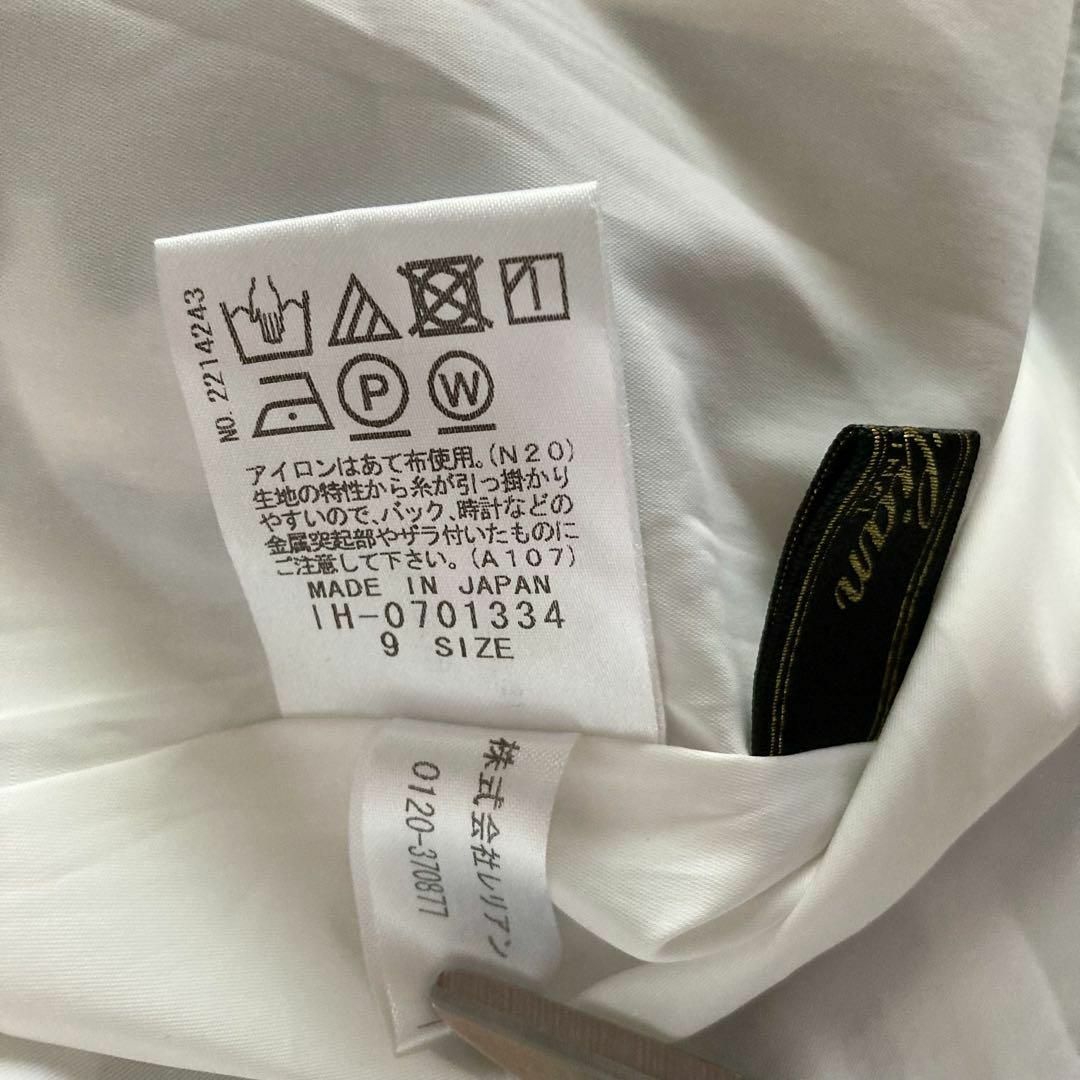 NO. 2214243
P
W
アイロンはあて布使用。(N20)
生地の特性から糸が引っ掛かり
やすいので、バック、時計などの
金属突起部やザラ付いたものに
ご注意して下さい。(A107)
MADE IN JAPAN
IH-0701334
9 SIZE
株式会社レリアン
0120-370877